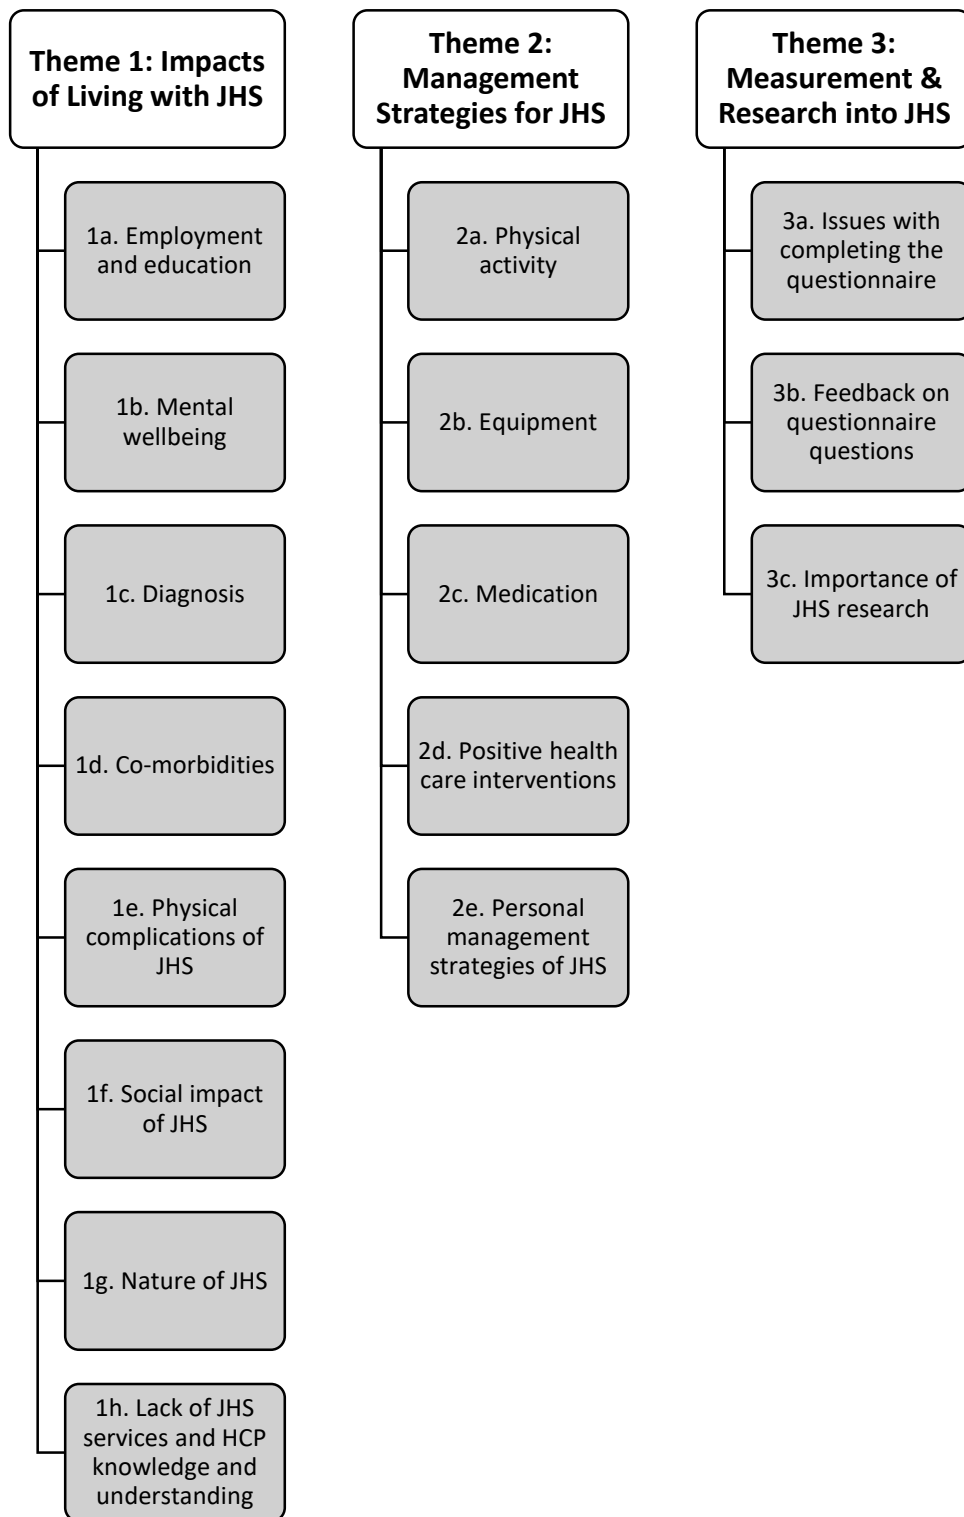 Theme 1: Impacts
of Living with JHS
1a. Employment
and education
1b. Mental
wellbeing
1c. Diagnosis
1d. Co-morbidities
1e. Physical
complications of
JHS
1f. Social impact
of JHS
1g. Nature of JHS
1h. Lack of JHS
services and HCP
knowledge and
understanding
Theme 2:
Management
Strategies for JHS
2a. Physical
activity
2b. Equipment
2c. Medication
2d. Positive health
care interventions
2e. Personal
management
strategies of JHS
Theme 3:
Measurement &
Research into JHS
3a. Issues with
completing the
questionnaire
3b. Feedback on
questionnaire
questions
3c. Importance of
JHS research